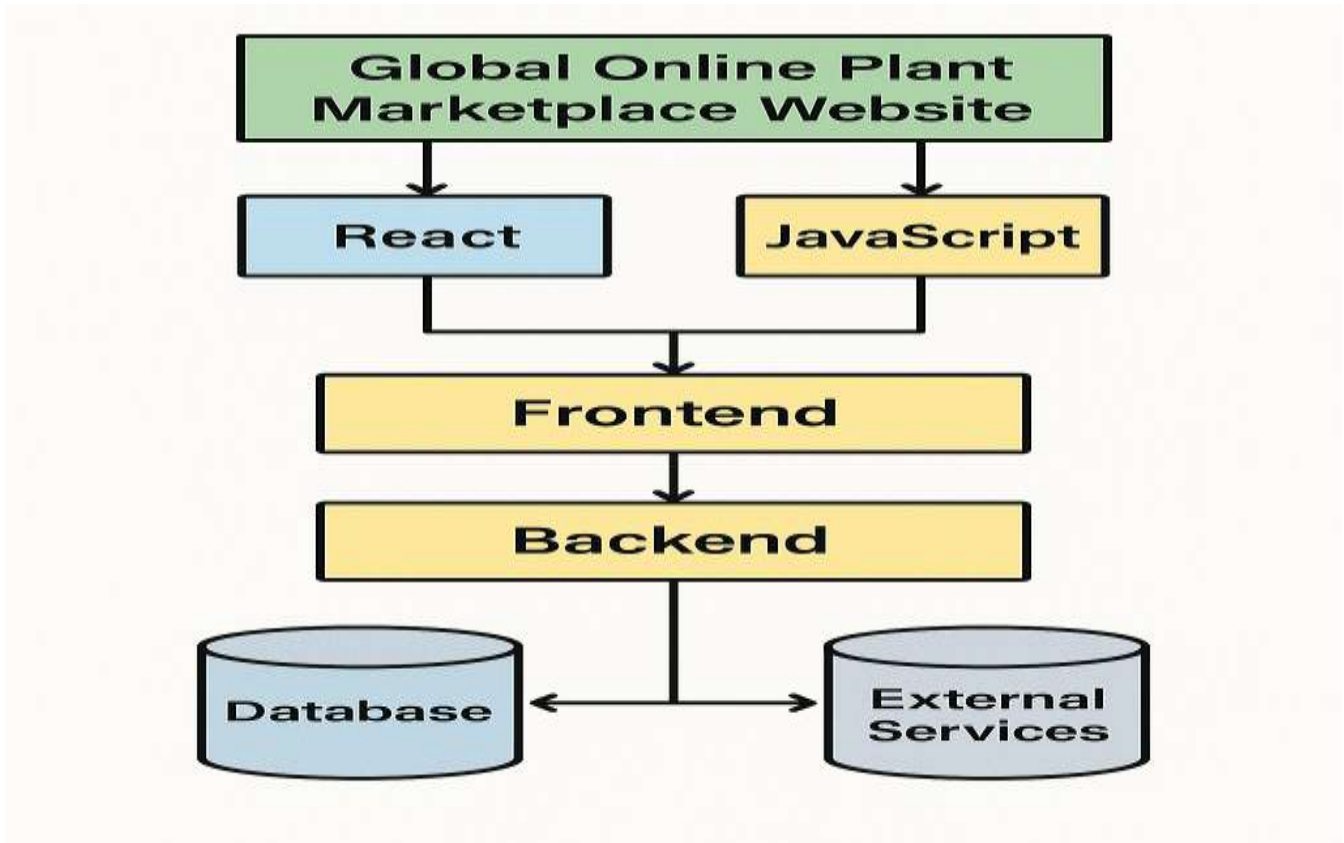 Global Online Plant
Marketplace Website
React
JavaScript
Frontend
Backend
Database
External
Services